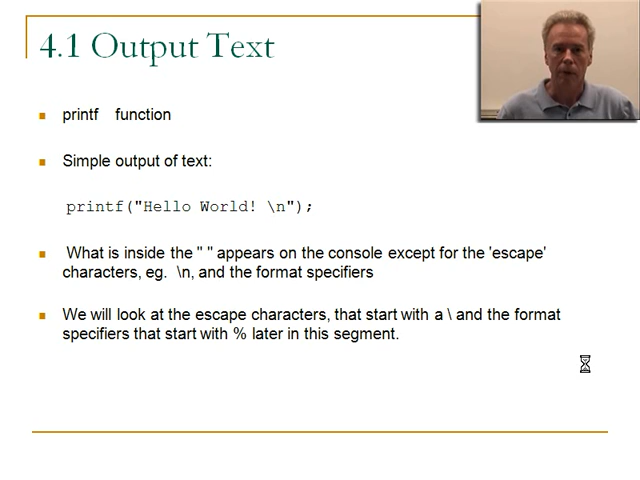 4.1 Output Text
printf function
Simple output of text:
printf("Hello World! \n");
What is inside the " " appears on the console except for the 'escape'
characters, eg. \n, and the format specifiers
We will look at the escape characters, that start with a \ and the format
specifiers that start with % later in this segment.